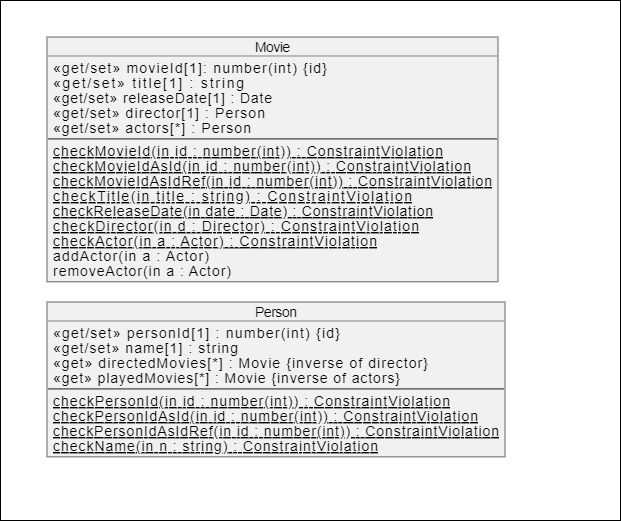 Movie
«get/set» movieId[1]: number(int) {id}
«get/set» title[1] : string
«get/set» releaseDate[1] : Date
«get/set» director[1] : Person
«get/set» actors[*] : Person
checkMovieId(in id : number(int)) : ConstraintViolation
checkMovieIdAsId(in id : number(int)) : ConstraintViolation
checkMovieIdAsIdRef(in id : number(int)) : ConstraintViolation
checkTitle(in title : string) : ConstraintViolation
checkReleaseDate(in date : Date) : ConstraintViolation
checkDirector(in d : Director) : ConstraintViolation
checkActor(in a : Actor) : ConstraintViolation
addActor(in a : Actor)
removeActor(in a : Actor)
Person
«get/set» personId[1] : number(int) {id}
«get/set» name[1] : string
«get» directedMovies[*] : Movie {inverse of director}
«get» playedMovies[*] : Movie {inverse of actors}
checkPersonId(in id : number(int)) : ConstraintViolation
checkPersonIdAsId(in id : number(int)) : ConstraintViolation
checkPersonIdAsIdRef(in id : number(int)) : ConstraintViolation
checkName(in n : string) : ConstraintViolation